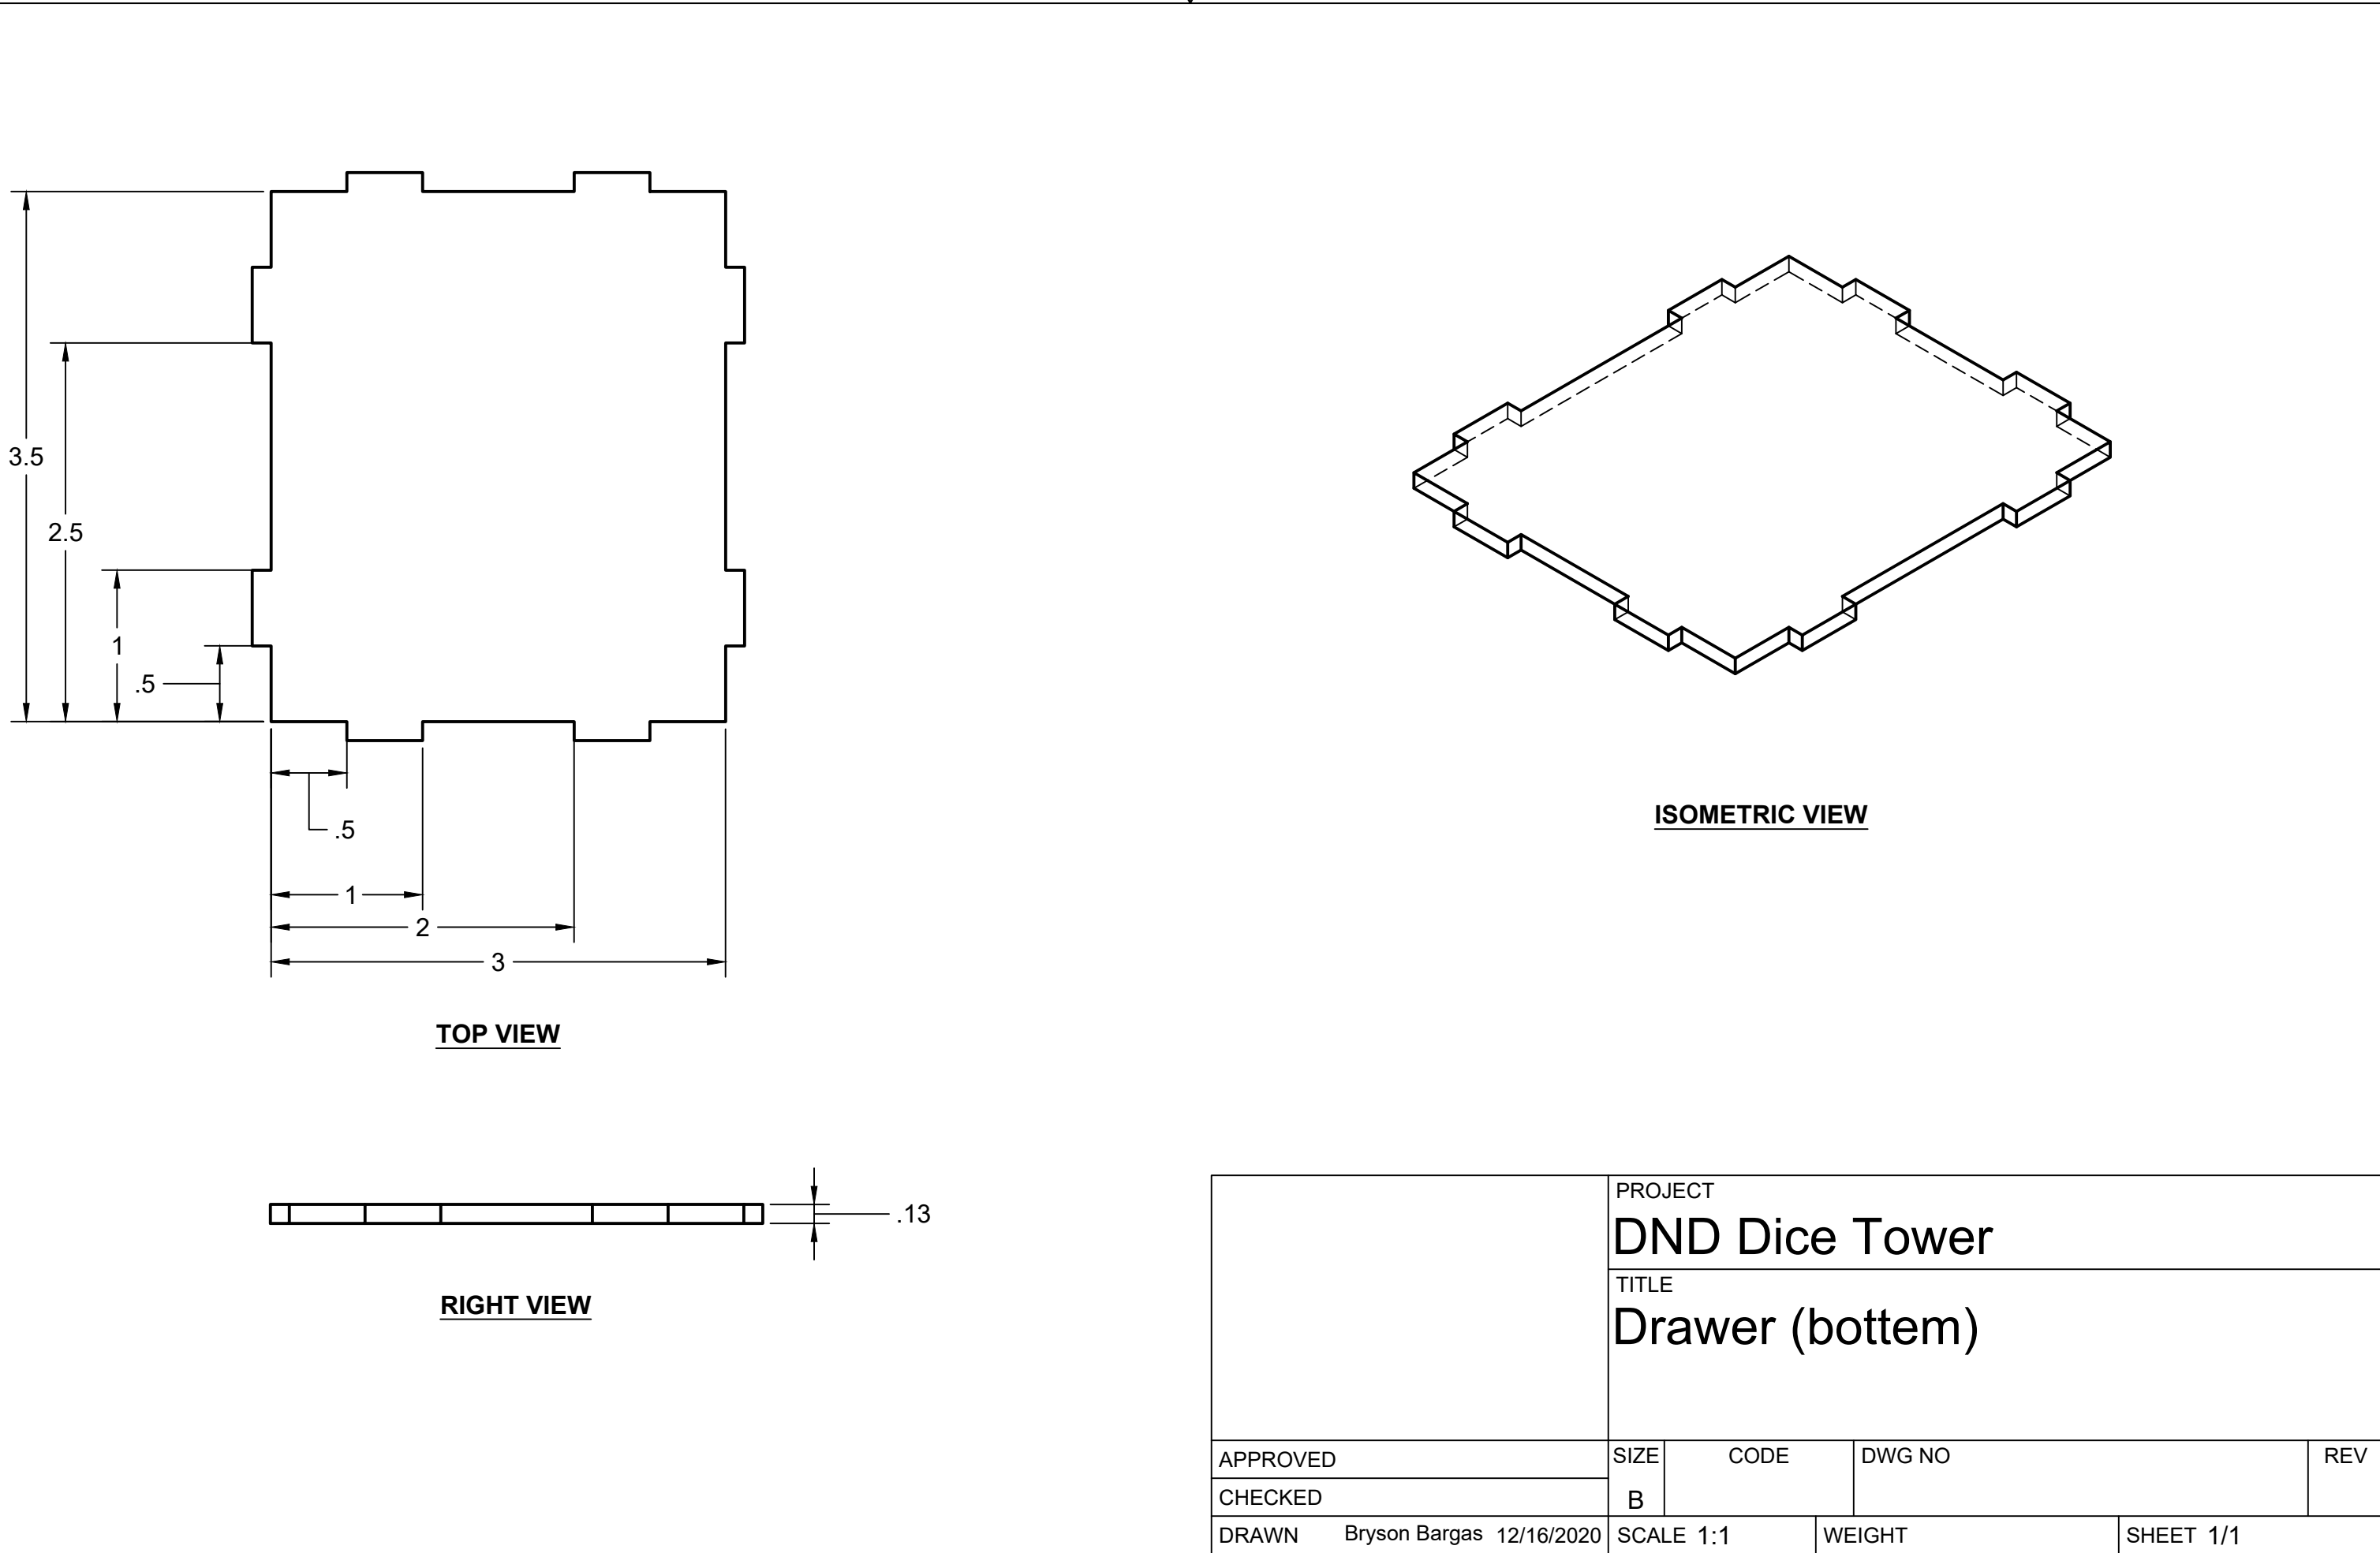 3.5
2.5
1
.5
.5
1
2
3
TOP VIEW
ISOMETRIC VIEW
.13
RIGHT VIEW
PROJECT
DND Dice Tower
TITLE
Drawer (bottem)
APPROVED
CHECKED
DRAWN Bryson Bargas 12/16/2020
SIZE
B
CODE
DWG NO
REV
SCALE 1:1
WEIGHT
SHEET 1/1